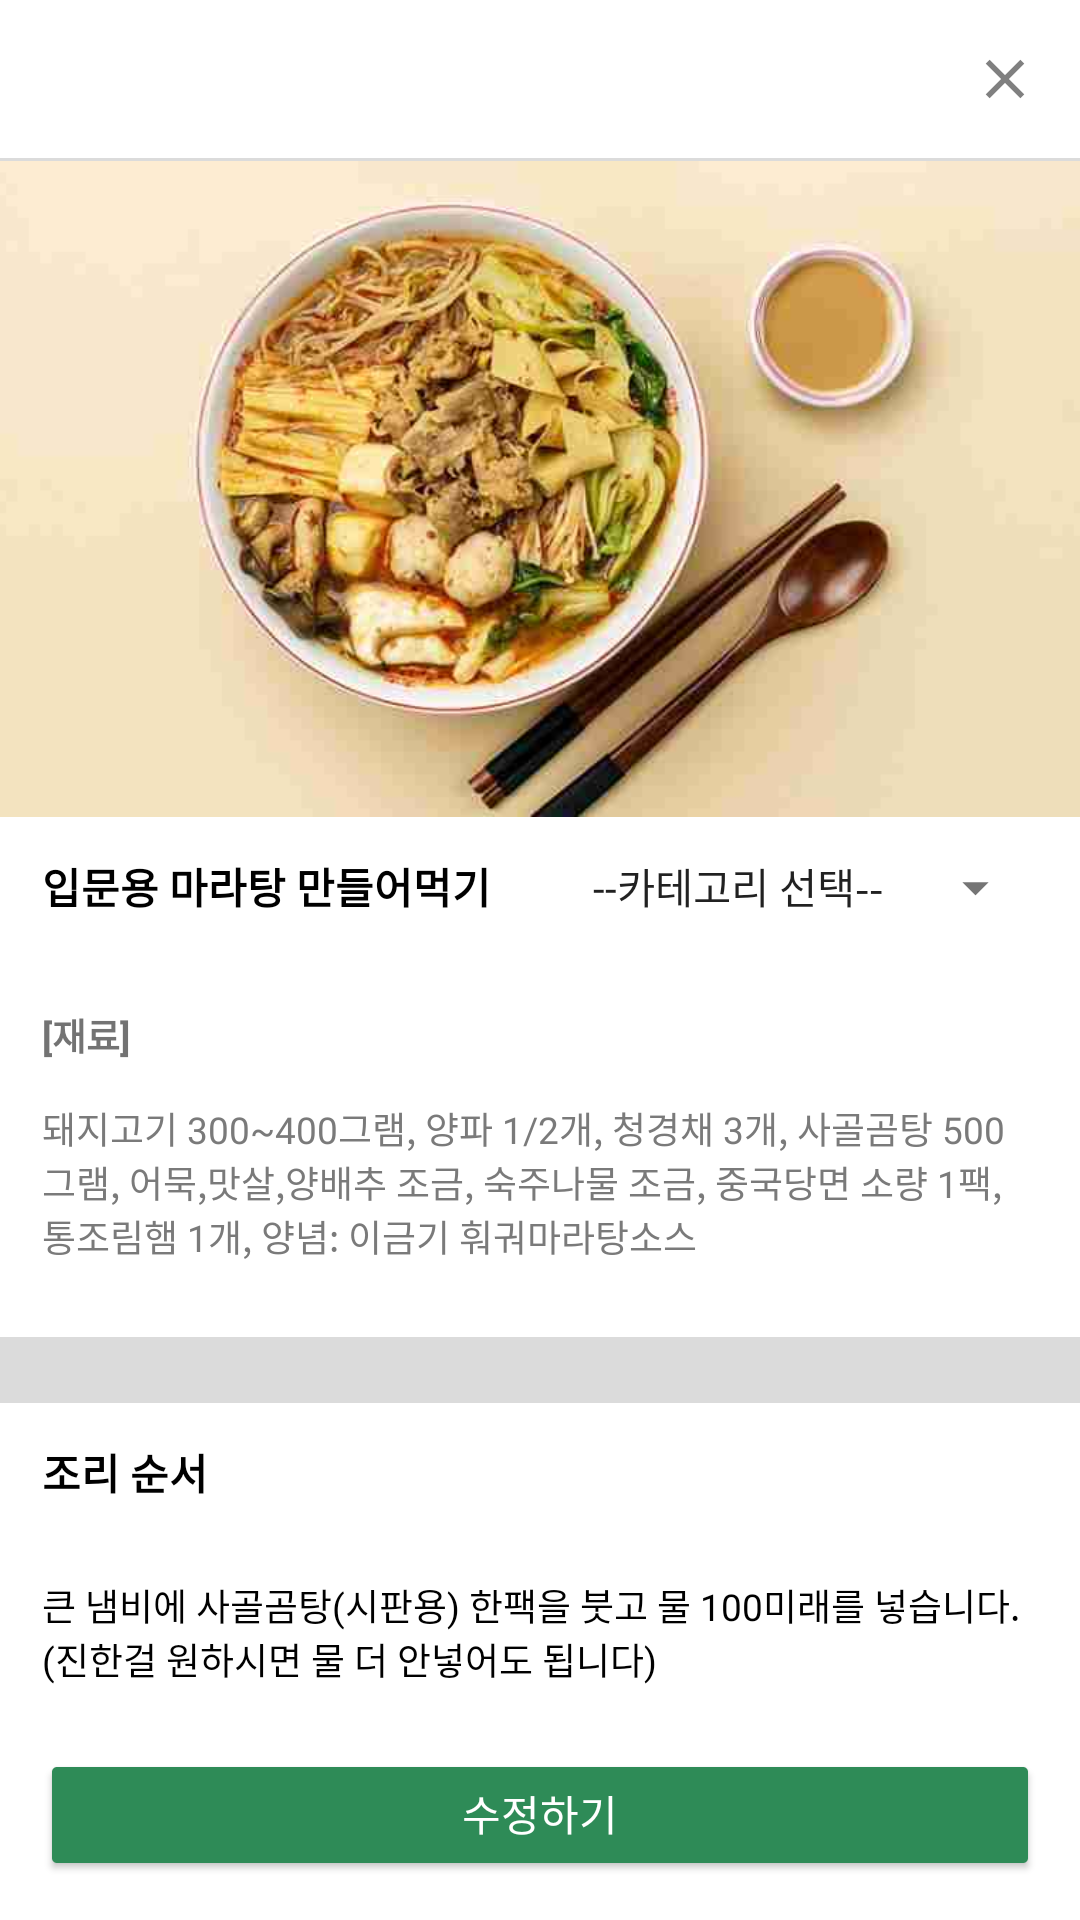 입문용 마라탕 만들어먹기
--카테고리 선택--
[재료]
돼지고기 300~400그램, 양파 1/2개, 청경채 3개, 사골곰탕 500
그램, 어묵,맛살,양배추 조금, 숙주나물 조금, 중국당면 소량 1팩,
통조림햄 1개, 양념: 이금기 훠궈마라탕소스
조리 순서
큰 냄비에 사골곰탕(시판용) 한팩을 붓고 물 100미래를 넣습니다.
(진한걸 원하시면 물 더 안넣어도 됩니다)
수정하기